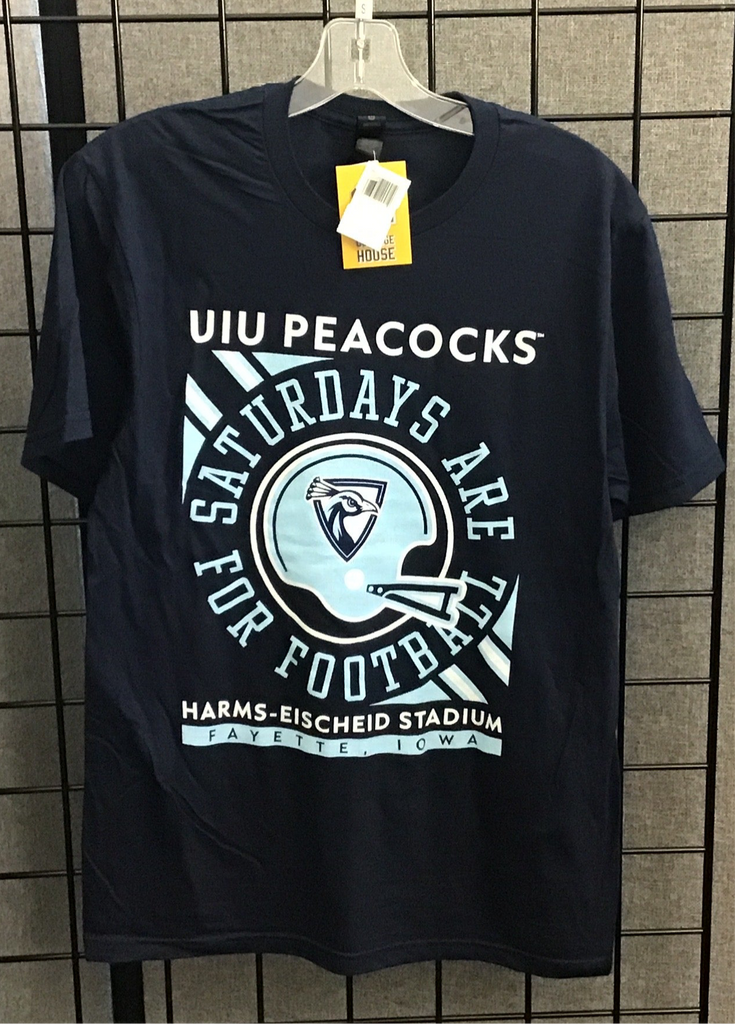 S
HOUSE
UIU PEACOCKS™
SATURDAYS ARE
FOR FOOTBALL
HARMS-EISCHEID STADIUM
FAYETTE, IOWA